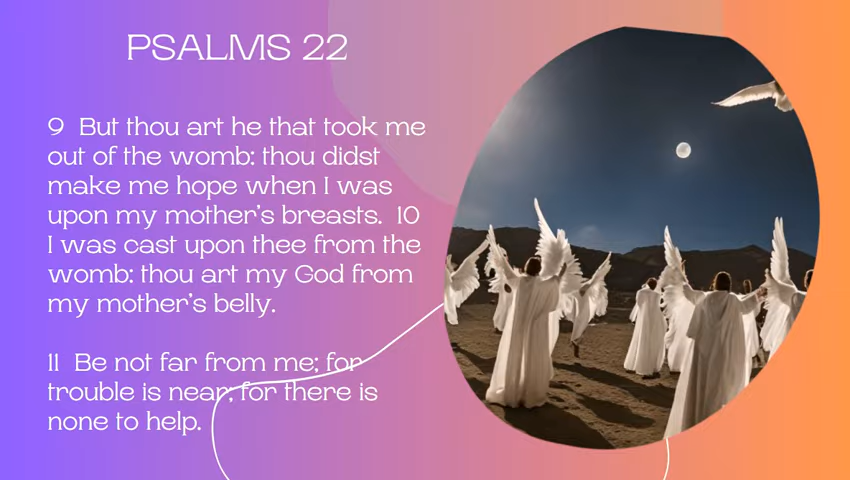 PSALMS 22
9 But thou art he that took me
out of the womb: thou didst
make me hope when I was
upon my mother's breasts. 10
I was cast upon thee from the
womb: thou art my God from
my mother's belly.
11 Be not far from me; for
trouble is near; for there is
none to help.